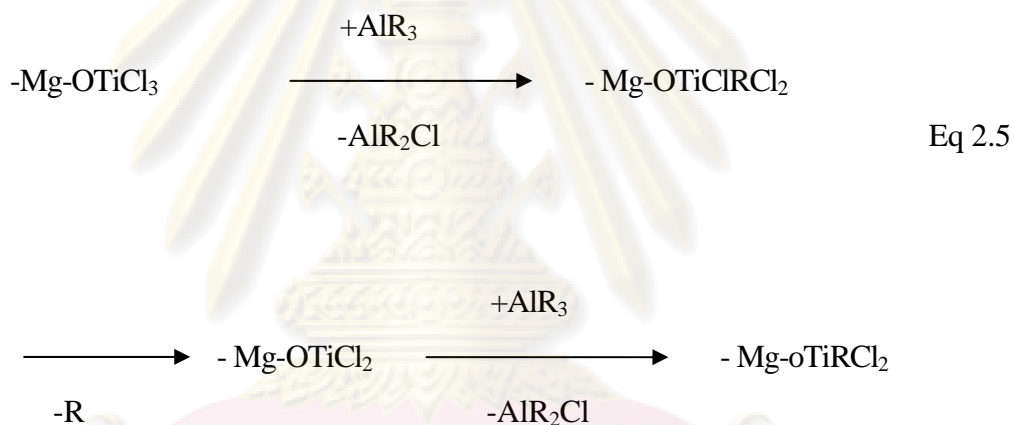 +AlR₃
-Mg-OTiCl₃ - Mg-OTiClRCl₂
-AlR₂Cl Eq 2.5
+AlR₃
- Mg-OTiCl₂ - Mg-oTiRCl₂
-R -AlR₂Cl